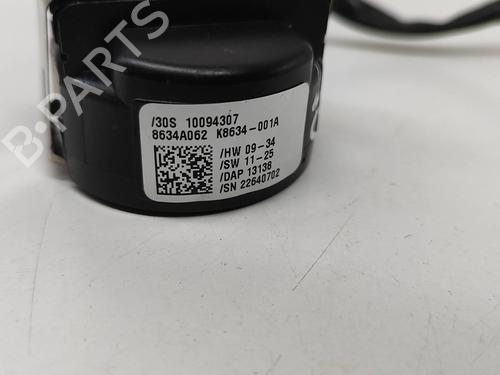 /30S 10094307
8634A062 K8634-001A
/HW 09-34
/SW 11-25
/DAP 13138
/SN 22640702
B-PARTS